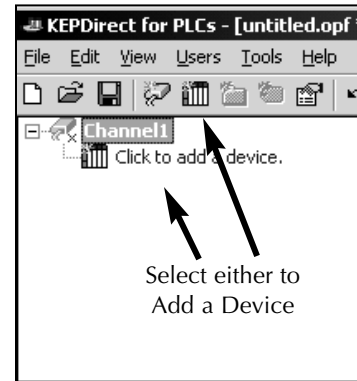 KEPDirect for PLCs - [untitled.opf *
File Edit View Users Tools Help
Channel1
Click to add a device.
Select either to
Add a Device